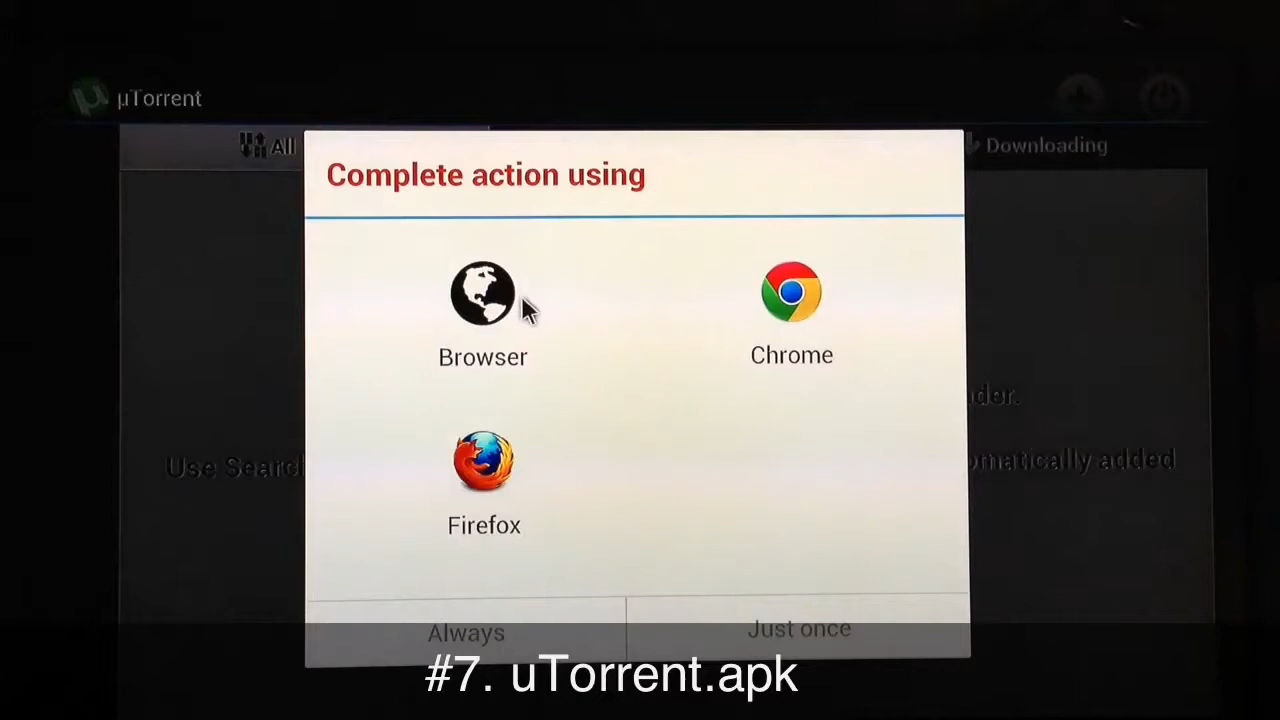 µTorrent
All
Downloading
Complete action using
Browser
Chrome
Use Search
omatically added
Firefox
Always
Just once
#7. uTorrent.apk